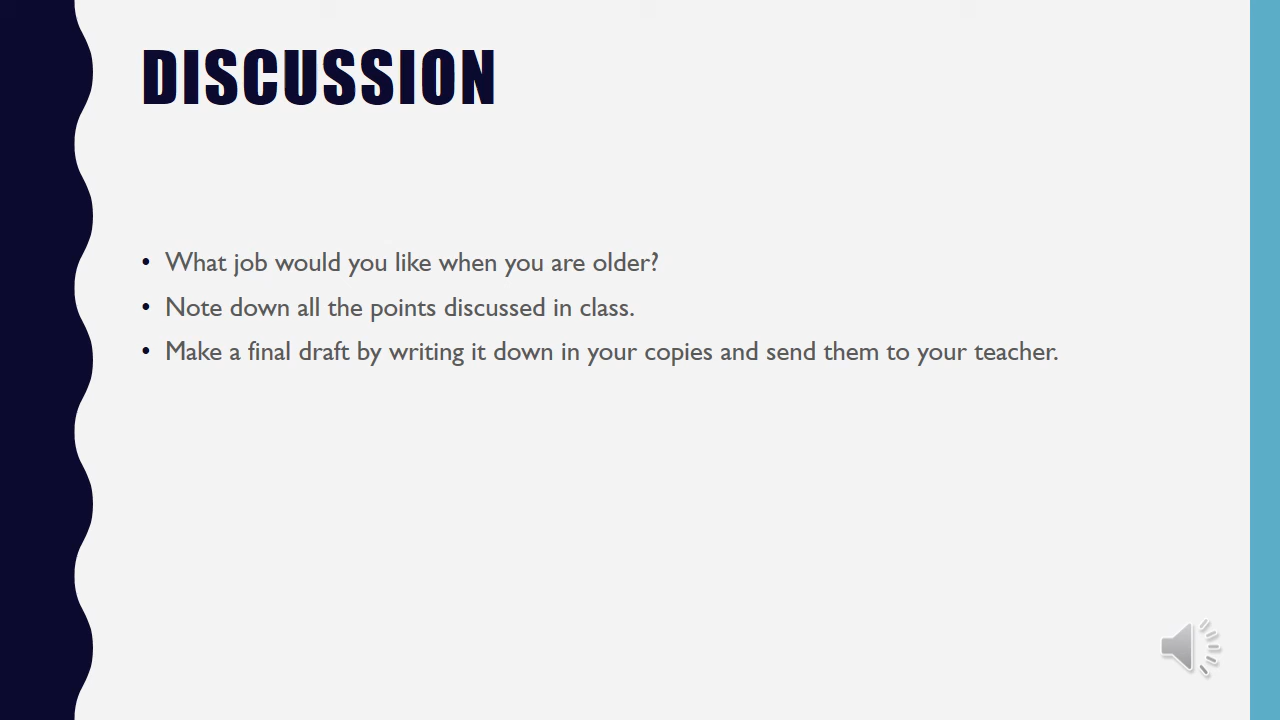 DISCUSSION
• What job would you like when you are older?
• Note down all the points discussed in class.
• Make a final draft by writing it down in your copies and send them to your teacher.